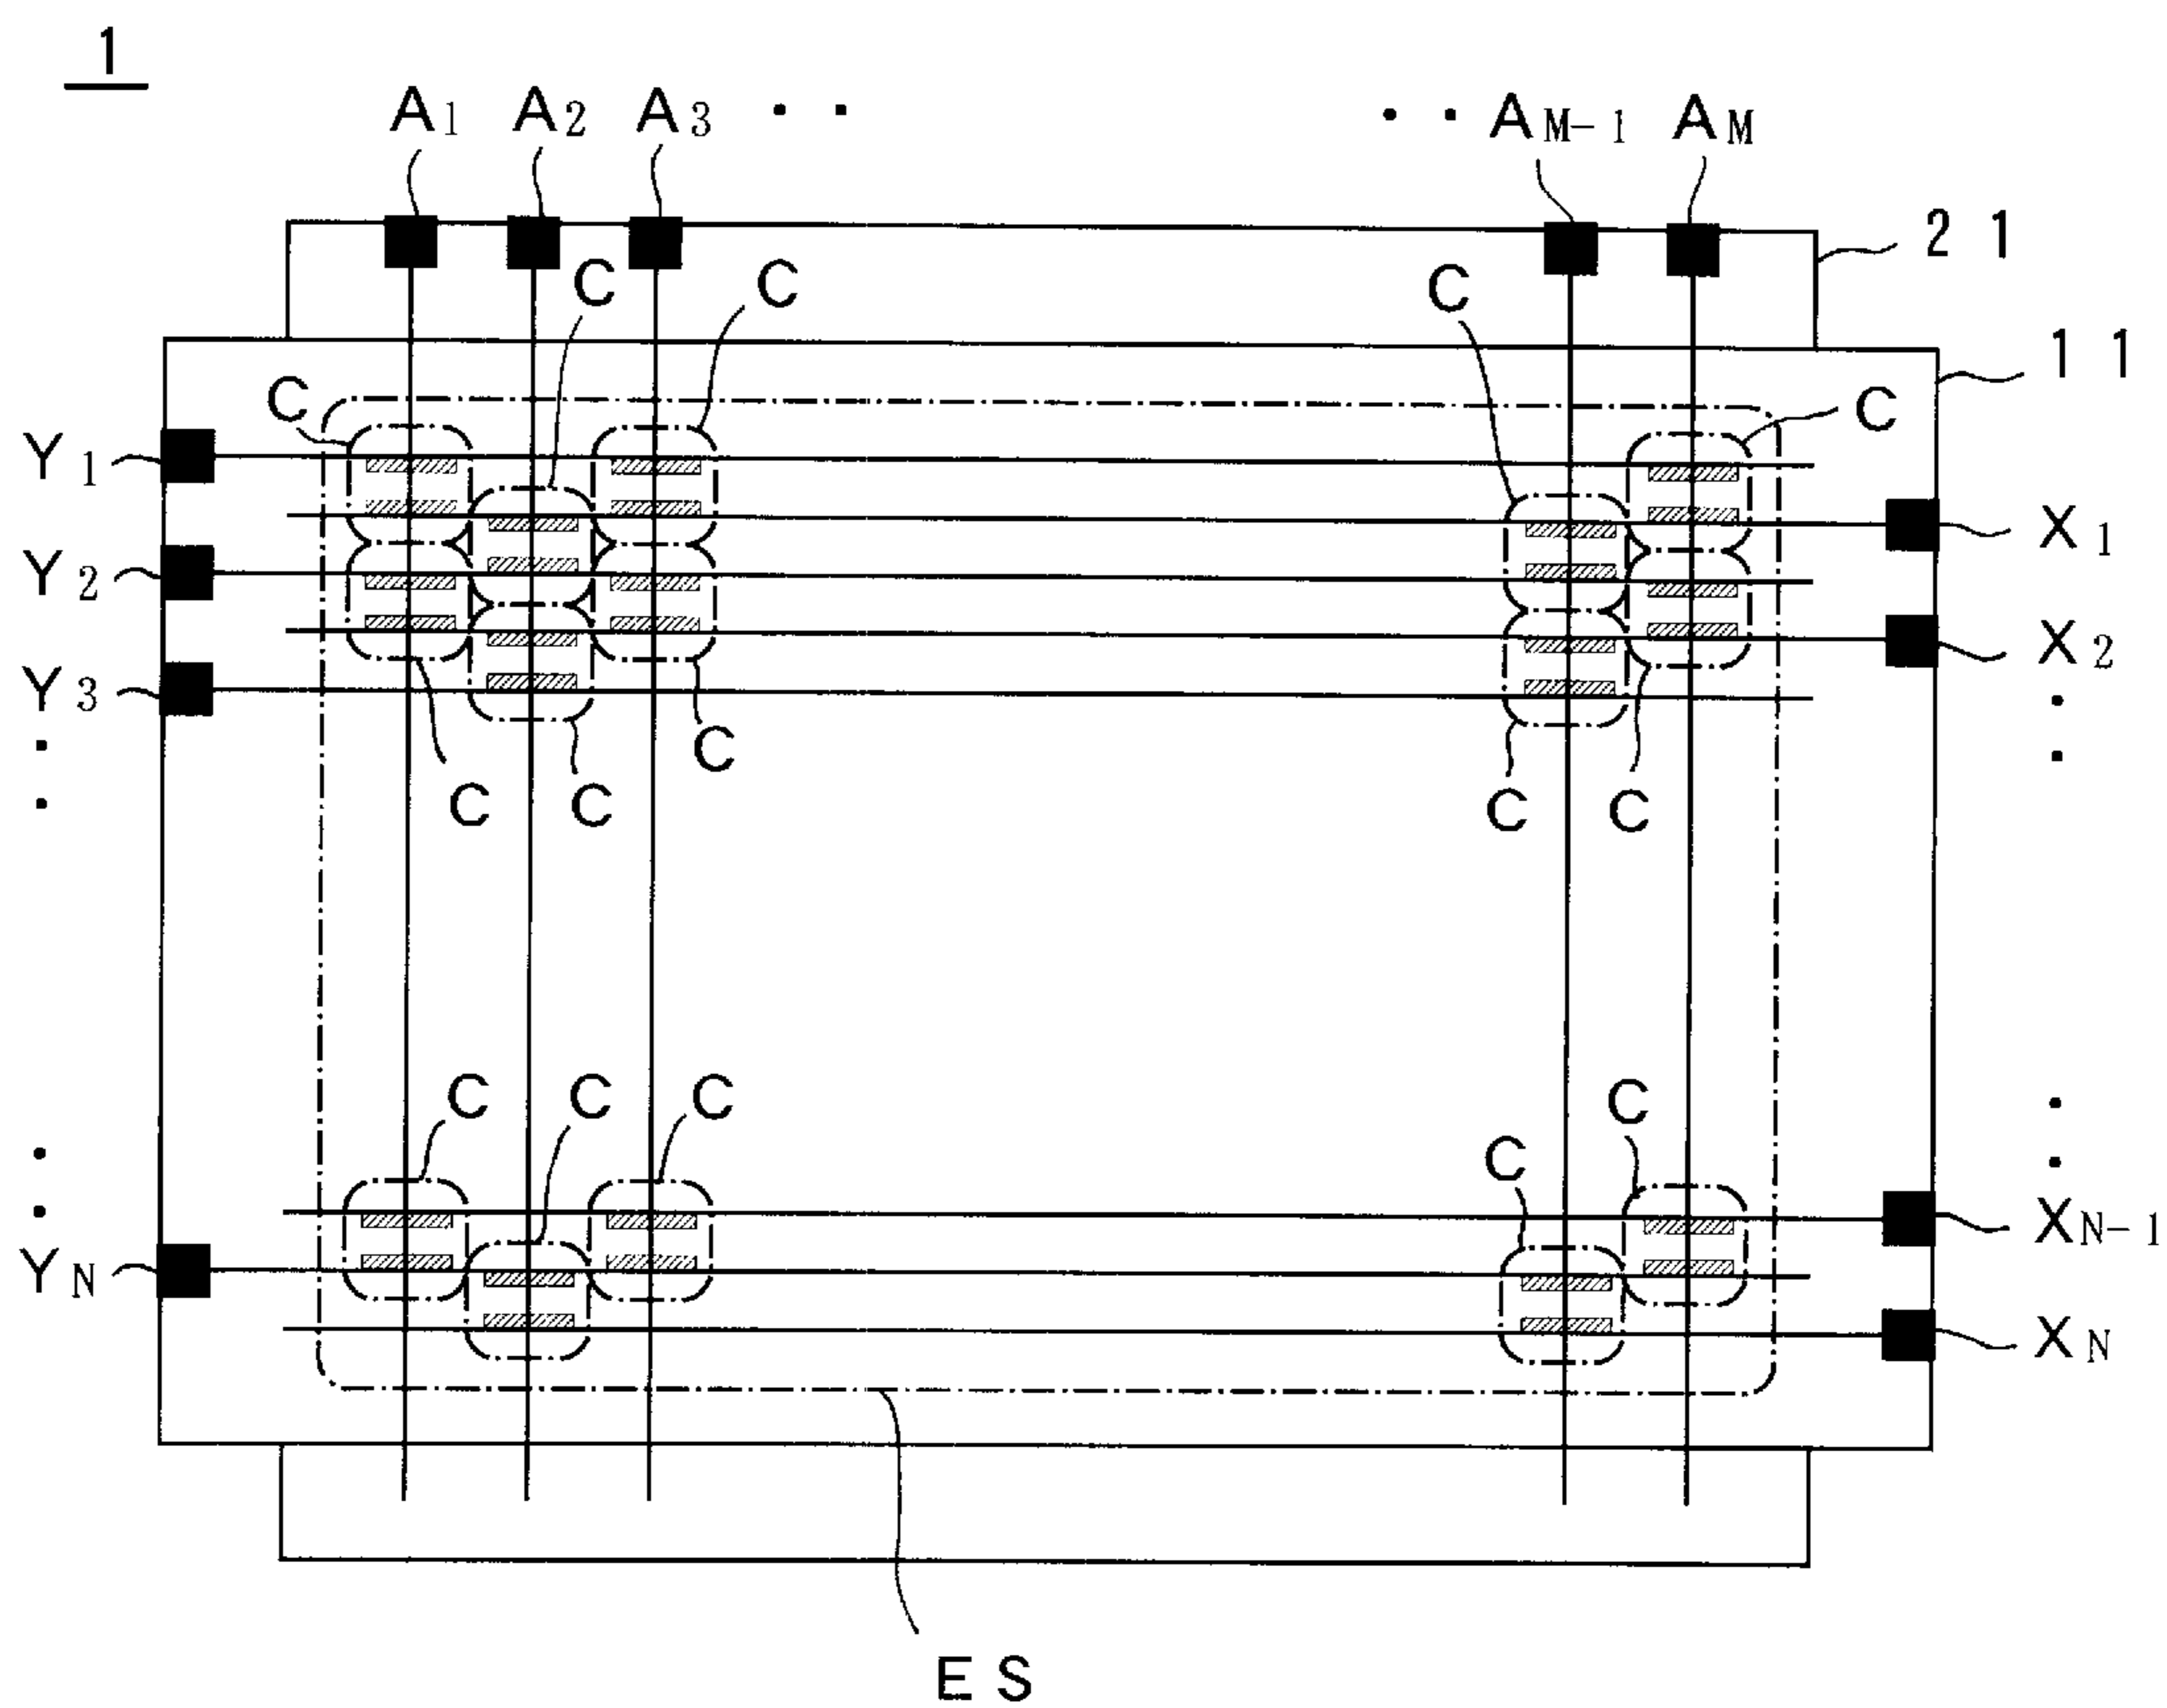 1
A1 A2 A3 · · · · AM-1 AM
21
C C C
11
C C
Y1
X1
Y2
X2
Y3
C
C C C C
C C C C
C
XN-1
YN
XN
ES